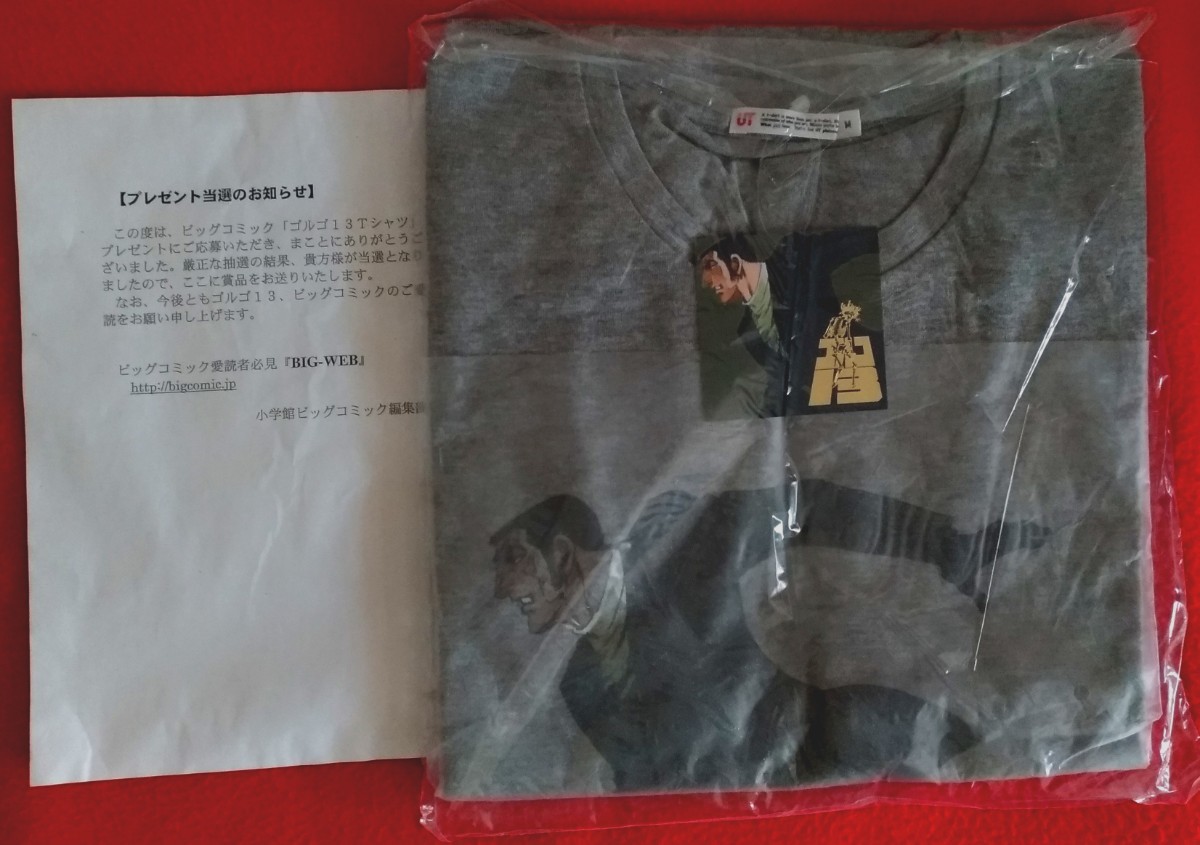 【プレゼント当選のお知らせ】
この度は、ビッグコミック「ゴルゴ１３Ｔシャツ」
プレゼントにご応募いただき、まことにありがとうご
ざいました。厳正な抽選の結果、貴方様が当選となり
ましたので、ここに賞品をお送りいたします。
なお、今後ともゴルゴ１３、ビッグコミックのご愛
読をお願い申し上げます。
ビッグコミック愛読者必見『BIG-WEB』
http://bigcomic.jp
小学館ビッグコミック編集部
UT
M
13